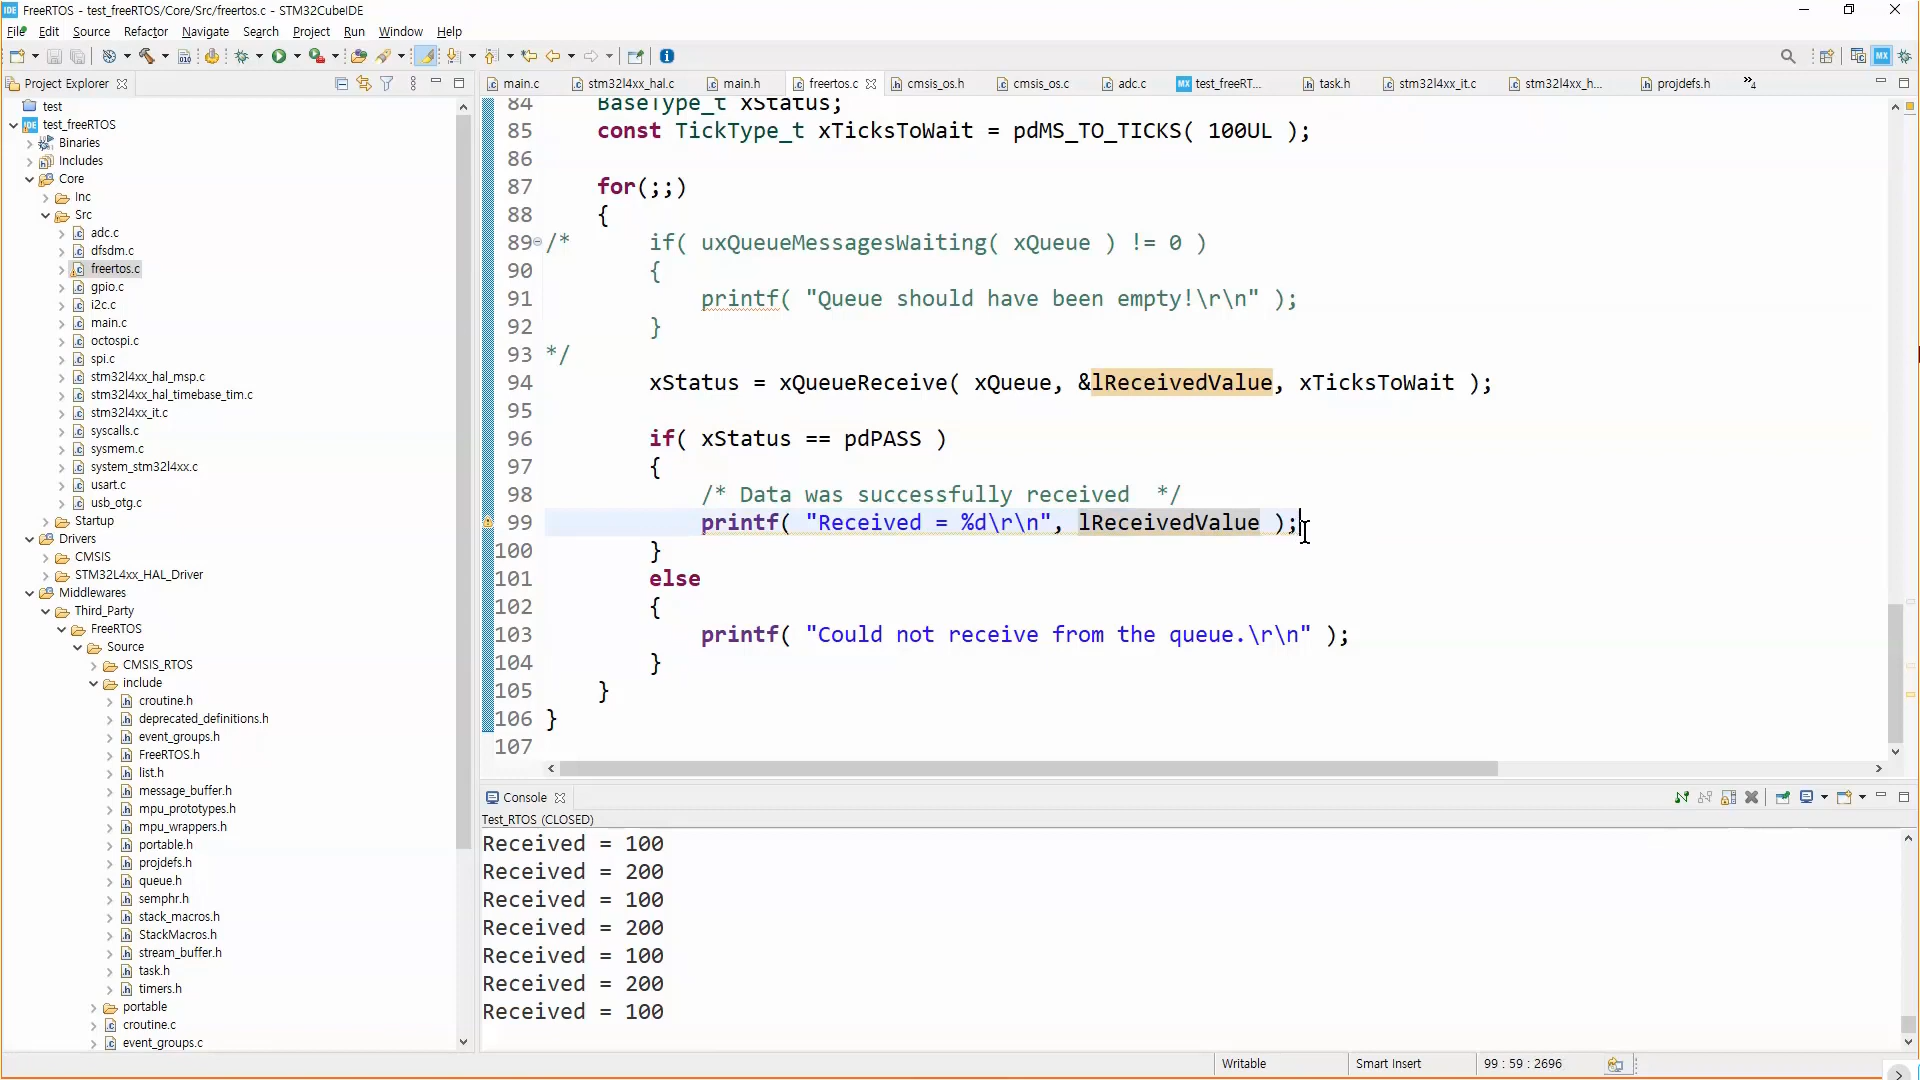 FreeRTOS - test_freeRTOS/Core/Src/freertos.c - STM32CubeIDE
File Edit Source Refactor Navigate Search Project Run Window Help
Project Explorer
main.c stm32l4xx_hal.c main.h freertos.c cmsis_os.h cmsis_os.c adc.c test_freeRT... task.h stm32l4xx_it.c stm32l4xx_h... projdefs.h
test
test_freeRTOS
Binaries
Includes
Core
Inc
Src
adc.c
dfsdm.c
freertos.c
gpio.c
i2c.c
main.c
octospi.c
spi.c
stm32l4xx_hal_msp.c
stm32l4xx_hal_timebase_tim.c
stm32l4xx_it.c
syscalls.c
sysmem.c
system_stm32l4xx.c
usart.c
usb_otg.c
Startup
Drivers
CMSIS
STM32L4xx_HAL_Driver
Middlewares
Third_Party
FreeRTOS
Source
CMSIS_RTOS
include
croutine.h
deprecated_definitions.h
event_groups.h
FreeRTOS.h
list.h
message_buffer.h
mpu_prototypes.h
mpu_wrappers.h
portable.h
projdefs.h
queue.h
semphr.h
stack_macros.h
StackMacros.h
stream_buffer.h
task.h
timers.h
portable
croutine.c
event_groups.c
84 BaseType_t xStatus;
85 const TickType_t xTicksToWait = pdMS_TO_TICKS( 100UL );
86
87 for(;;)
88 {
89 /* if( uxQueueMessagesWaiting( xQueue ) != 0 )
90 {
91 printf( "Queue should have been empty!\r\n" );
92 }
93 */
94 xStatus = xQueueReceive( xQueue, &lReceivedValue, xTicksToWait );
95
96 if( xStatus == pdPASS )
97 {
98 /* Data was successfully received  */
99 printf( "Received = %d\r\n", lReceivedValue );
100 }
101 else
102 {
103 printf( "Could not receive from the queue.\r\n" );
104 }
105 }
106 }
107
Console
Test_RTOS (CLOSED)
Received = 100
Received = 200
Received = 100
Received = 200
Received = 100
Received = 200
Received = 100
Writable Smart Insert 99 : 59 : 2696